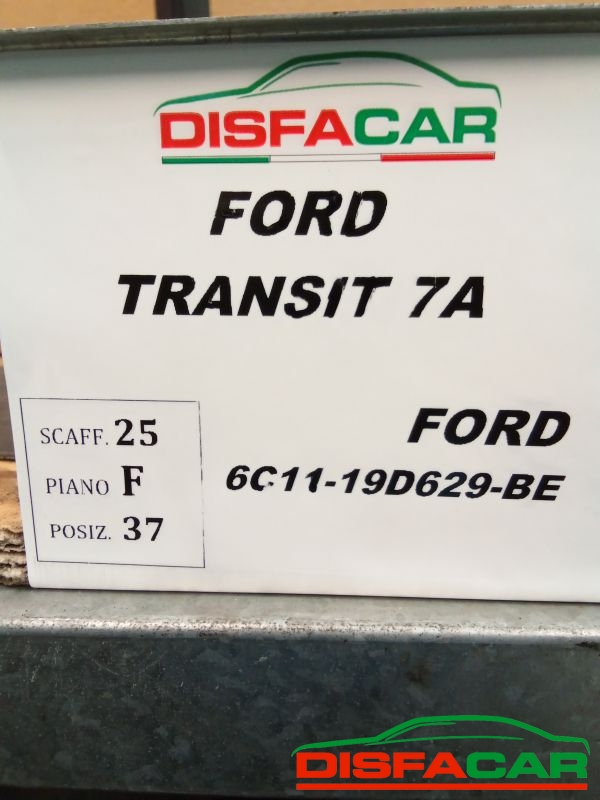 DISFACAR
FORD
TRANSIT 7A
FORD
6C11-19D629-BE
SCAFF. 25
PIANO F
POSIZ. 37
DISFACAR